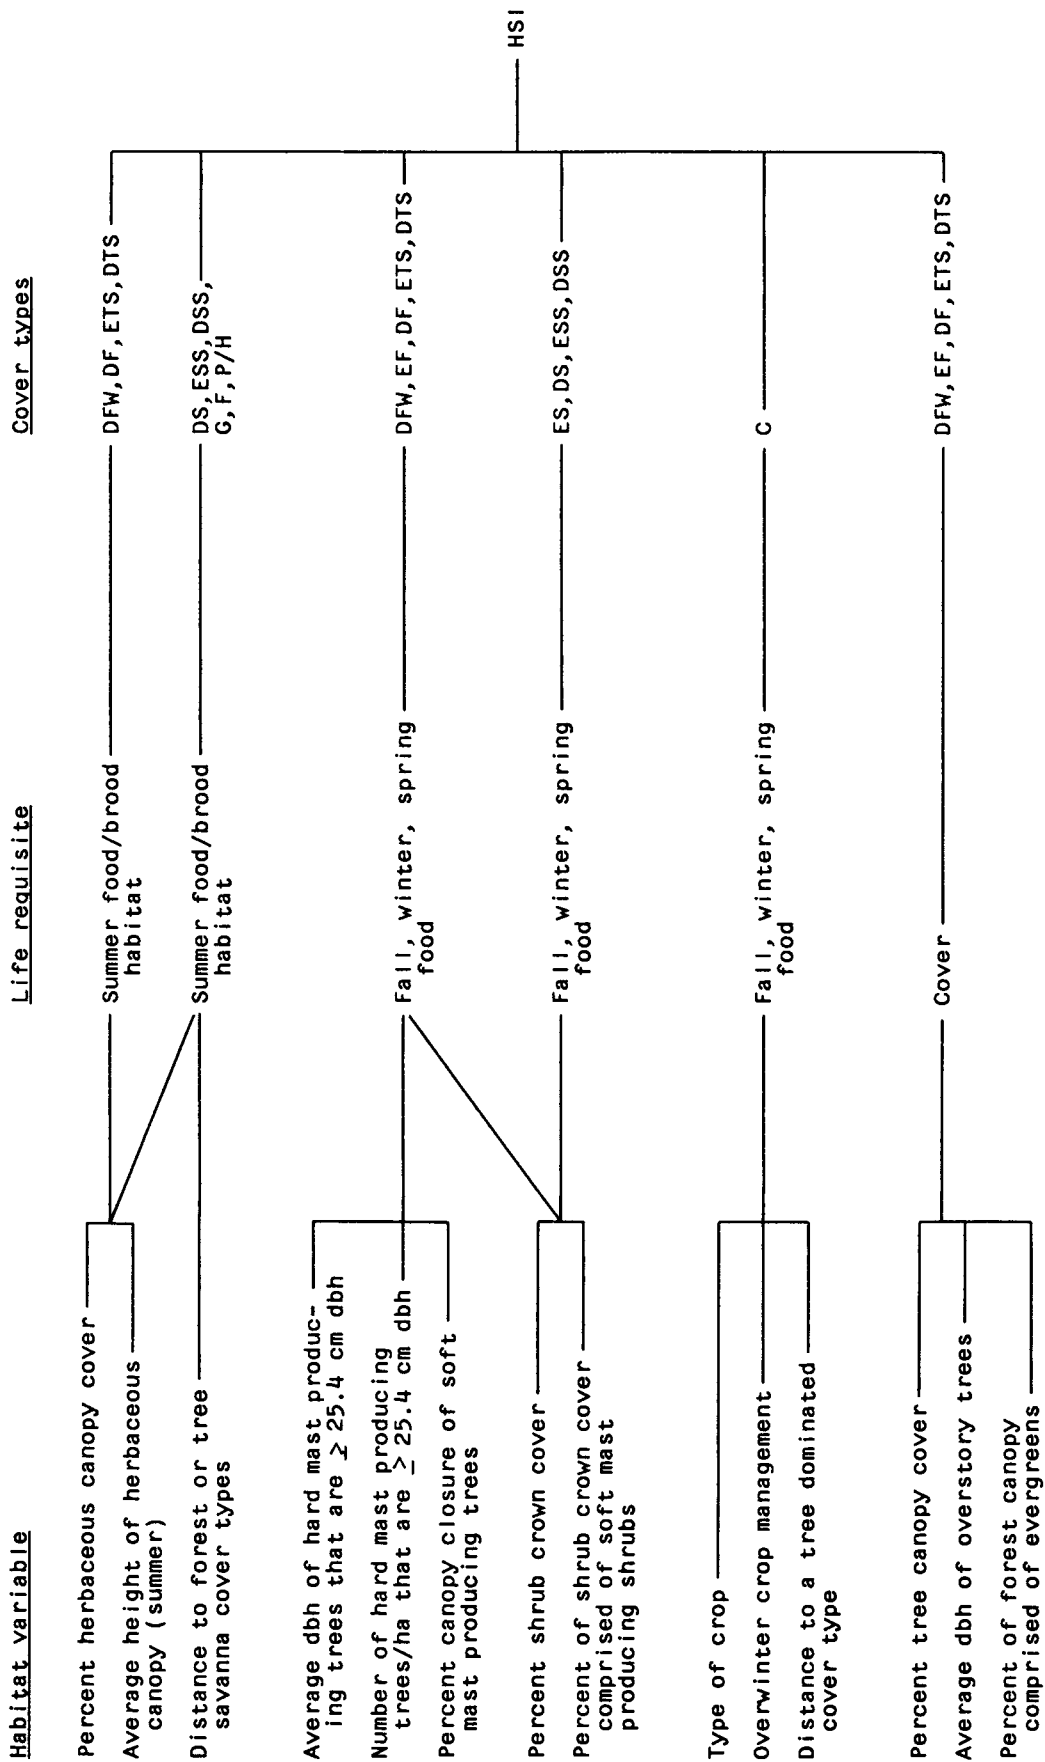 Habitat variable
Life requisite
Cover types
Percent herbaceous canopy cover
Average height of herbaceous
canopy (summer)
Summer food/brood
habitat
DFW,DF,ETS,DTS
Distance to forest or tree
savanna cover types
Summer food/brood
habitat
DS,ESS,DSS,
G,F,P/H
Average dbh of hard mast produc-
ing trees that are ≥ 25.4 cm dbh
Number of hard mast producing
trees/ha that are ≥ 25.4 cm dbh
Percent canopy closure of soft
mast producing trees
Fall, winter, spring
food
DFW,EF,DF,ETS,DTS
HSI
Percent shrub crown cover
Percent of shrub crown cover
comprised of soft mast
producing shrubs
Fall, winter, spring
food
ES,DS,ESS,DSS
Type of crop
Overwinter crop management
Distance to a tree dominated
cover type
Fall, winter, spring
food
C
Percent tree canopy cover
Average dbh of overstory trees
Percent of forest canopy
comprised of evergreens
Cover
DFW,EF,DF,ETS,DTS